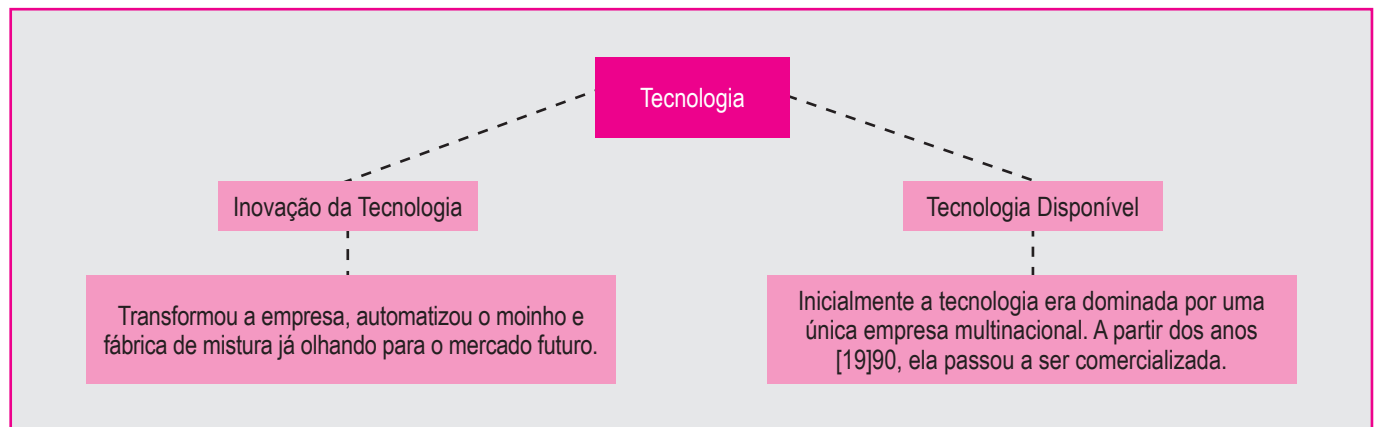 Tecnologia
Inovação da Tecnologia
Tecnologia Disponível
Transformou a empresa, automatizou o moinho e
fábrica de mistura já olhando para o mercado futuro.
Inicialmente a tecnologia era dominada por uma
única empresa multinacional. A partir dos anos
[19]90, ela passou a ser comercializada.